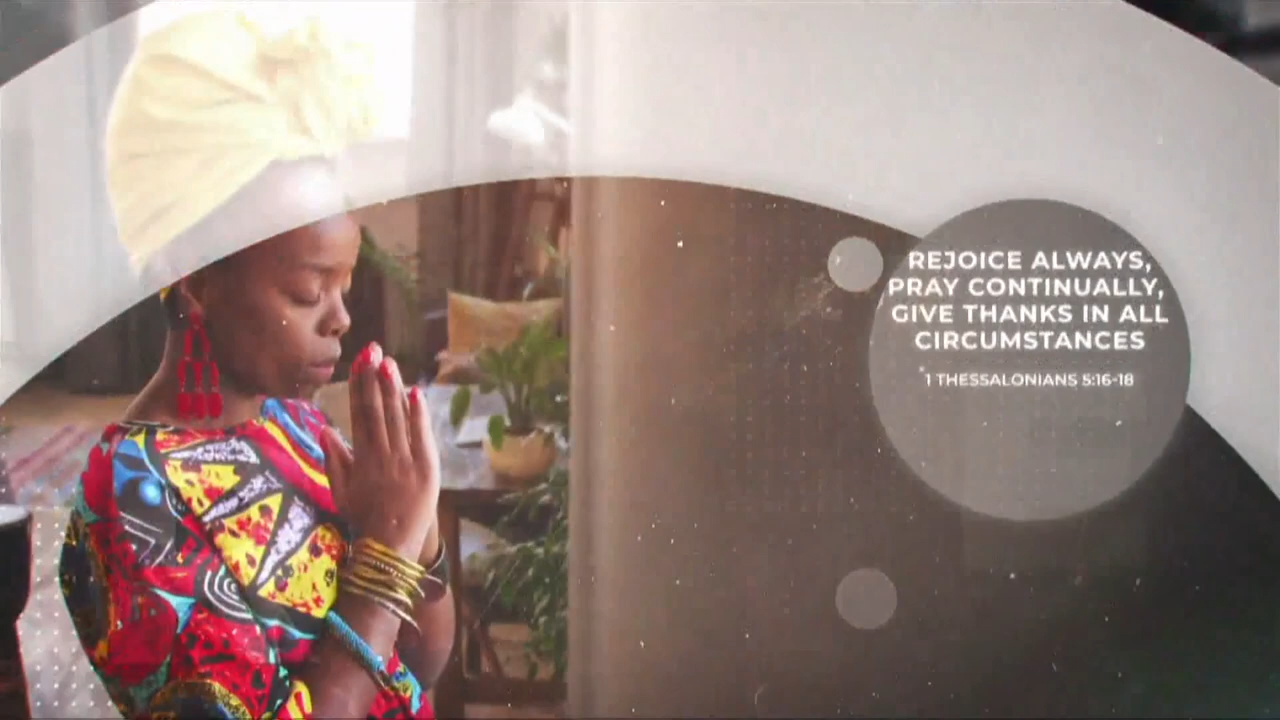 REJOICE ALWAYS,
PRAY CONTINUALLY,
GIVE THANKS IN ALL
CIRCUMSTANCES
1 THESSALONIANS 5:16-18